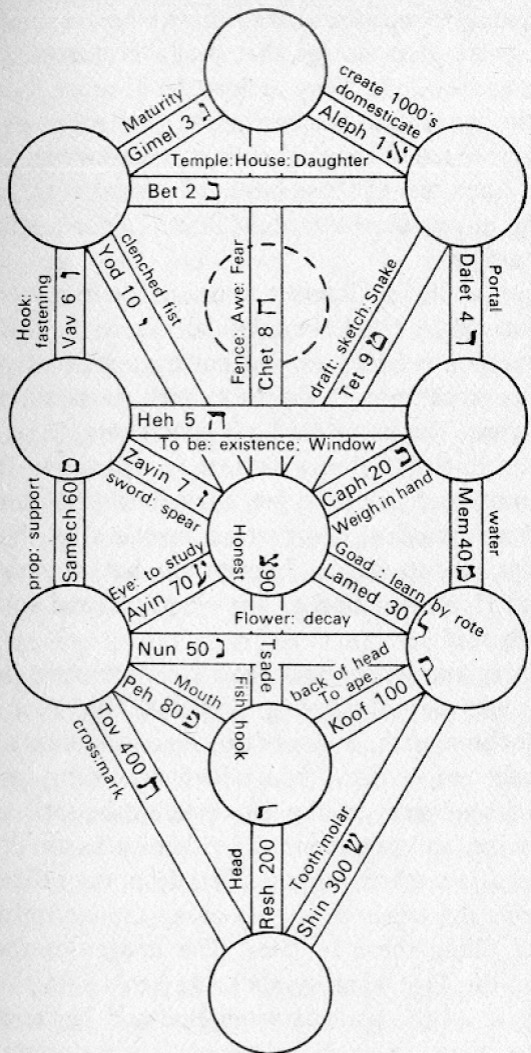 Maturity
Gimel 3 ג
create 1000's
domesticate
Aleph 1 א
Temple:House:Daughter
Bet 2 ב
Hook:
fastening
Vav 6 ו
clenched fist
Yod 10 י
Fence: Awe: Fear
Chet 8 ח
draft: sketch: Snake
Tet 9 ט
Portal
Dalet 4 ד
Heh 5 ה
To be: existence: Window
Zayin 7 ז
sword: spear
Caph 20 כ
Weigh in hand
prop: support
Samech 60 ס
Eye: to study
Ayin 70 ע
Honest
צ 90
Goad: learn by rote
Lamed 30 ל
water
Mem 40 מ
Flower: decay
Nun 50 נ
Tsade
Fish hook
Mouth
Peh 80 פ
back of head
To ape
Koof 100 ק
Tov 400 ת
cross:mark
Head
Resh 200 ר
Tooth:molar
Shin 300 ש